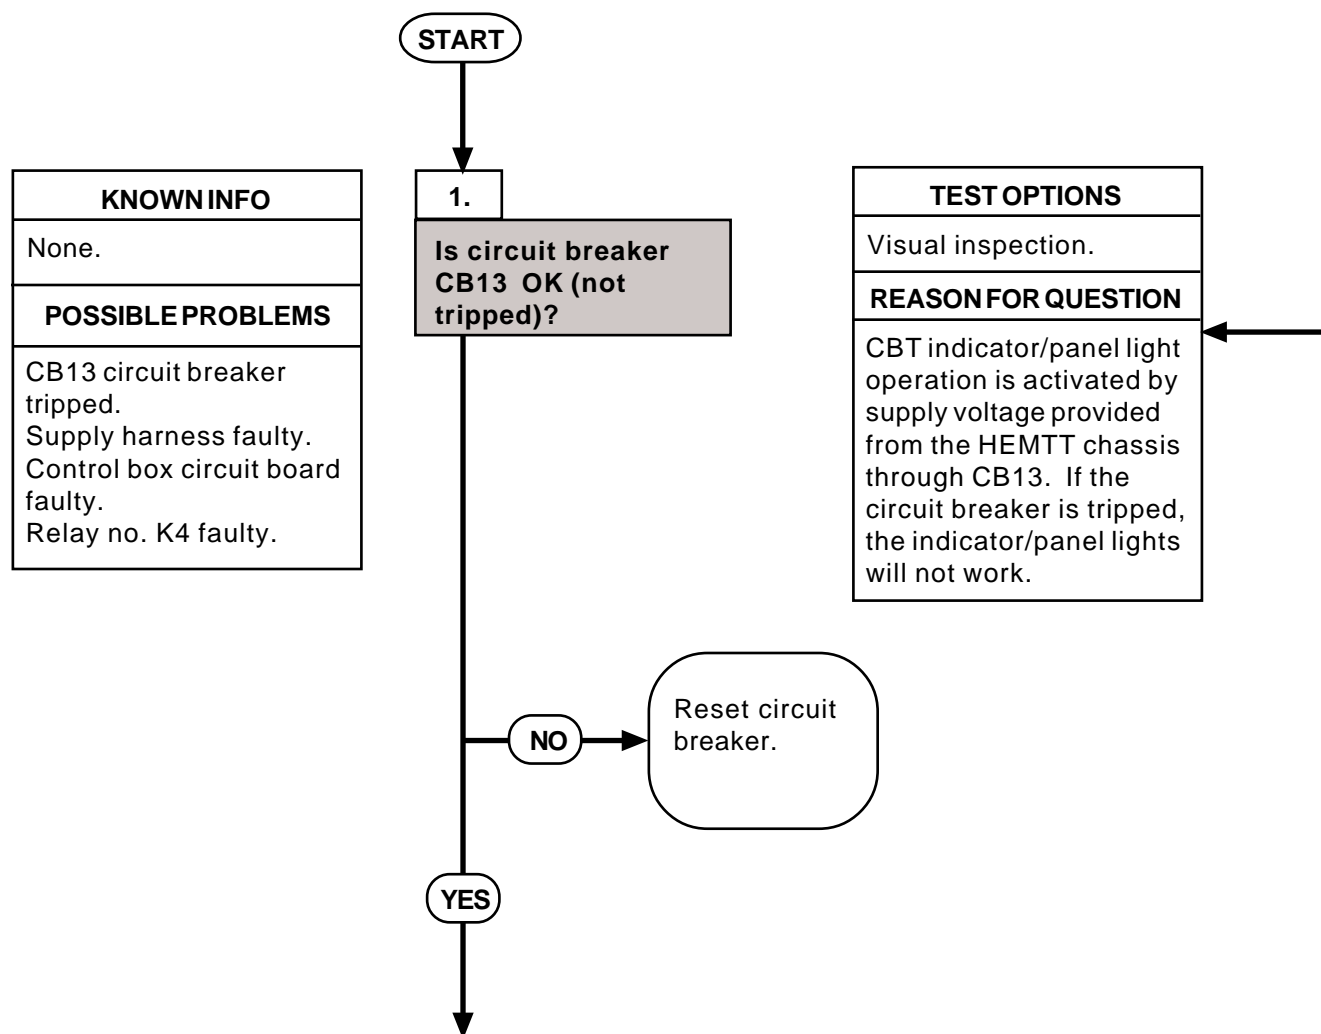 START
KNOWN INFO
None.
POSSIBLE PROBLEMS
CB13 circuit breaker
tripped.
Supply harness faulty.
Control box circuit board
faulty.
Relay no. K4 faulty.
1.
Is circuit breaker
CB13 OK (not
tripped)?
TEST OPTIONS
Visual inspection.
REASON FOR QUESTION
CBT indicator/panel light
operation is activated by
supply voltage provided
from the HEMTT chassis
through CB13. If the
circuit breaker is tripped,
the indicator/panel lights
will not work.
NO
Reset circuit
breaker.
YES